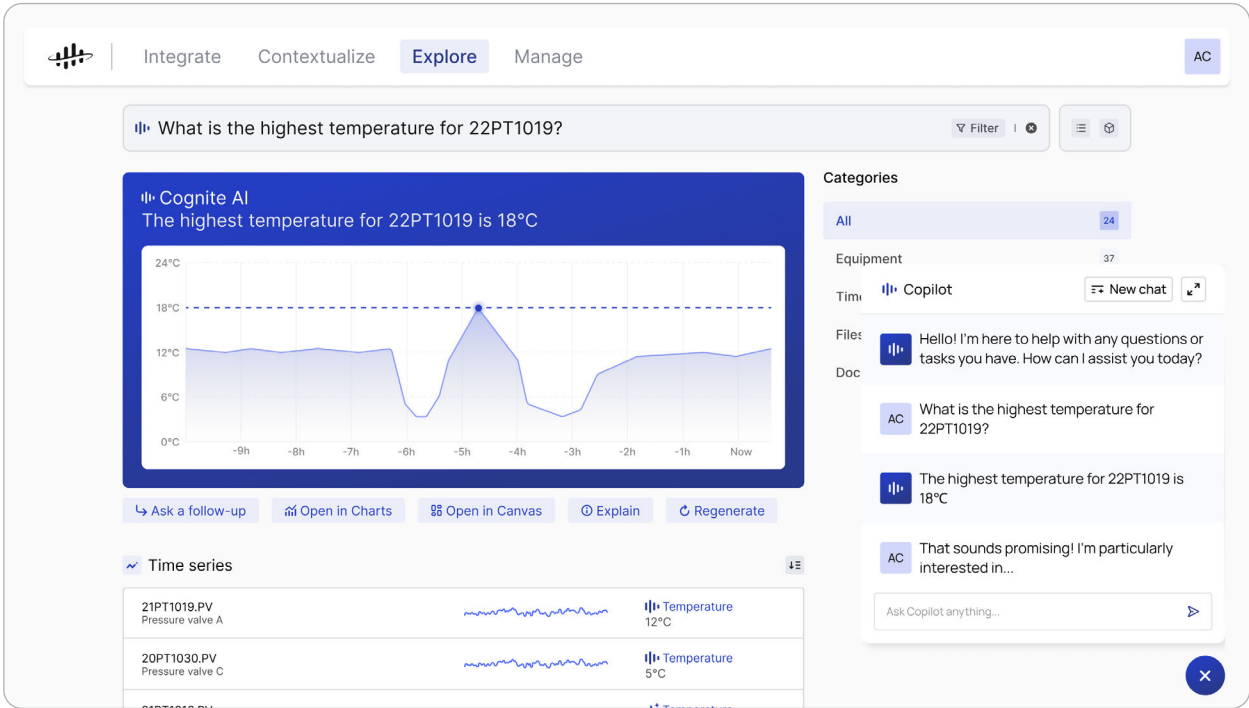 Integrate Contextualize Explore Manage AC
What is the highest temperature for 22PT1019? Filter
Cognite AI
The highest temperature for 22PT1019 is 18°C
24°C
18°C
12°C
6°C
0°C
-9h -8h -7h -6h -5h -4h -3h -2h -1h Now
Ask a follow-up Open in Charts Open in Canvas Explain Regenerate
Time series
21PT1019.PV
Pressure valve A
Temperature
12°C
20PT1030.PV
Pressure valve C
Temperature
5°C
Categories
All 24
Equipment 37
Files
Copilot New chat
Hello! I'm here to help with any questions or
tasks you have. How can I assist you today?
AC
What is the highest temperature for
22PT1019?
The highest temperature for 22PT1019 is
18°C
AC
That sounds promising! I'm particularly
interested in...
Ask Copilot anything...